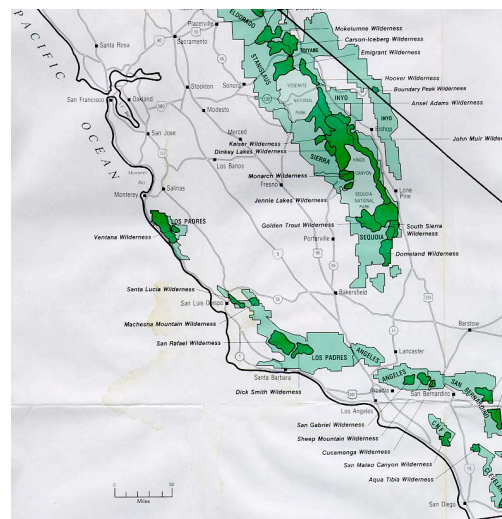 PACIFIC
OCEAN
Placerville
ELDORADO
Mokelumne Wilderness
Carson-Iceberg Wilderness
Emigrant Wilderness
Santa Rosa
Sacramento
TOIYABE
STANISLAUS
Hoover Wilderness
Boundary Peak Wilderness
Ansel Adams Wilderness
San Francisco
Oakland
Stockton
Sonora
YOSEMITE
NATIONAL
PARK
INYO
INYO
Modesto
Bishop
San Jose
Merced
Kaiser Wilderness
Dinkey Lakes Wilderness
John Muir Wilderness
Los Banos
SIERRA
KINGS
CANYON
Monterey
Bay
Monarch Wilderness
Fresno
Monterey
Salinas
Jennie Lakes Wilderness
SEQUOIA
NATIONAL
PARK
Lone
Pine
LOS PADRES
Golden Trout Wilderness
South Sierra
Wilderness
Ventana Wilderness
Porterville
SEQUOIA
Domeland Wilderness
Santa Lucia Wilderness
San Luis Obispo
Bakersfield
Machesna Mountain Wilderness
Barstow
San Rafael Wilderness
LOS PADRES
ANGELES
Lancaster
Santa Barbara
ANGELES
SAN
BERNARDINO
Dick Smith Wilderness
Arcadia
San Bernardino
Los Angeles
San Gabriel Wilderness
Sheep Mountain Wilderness
Cucamonga Wilderness
San Mateo Canyon Wilderness
Aqua Tibia Wilderness
C.N.F.
San Diego
0
50
Miles